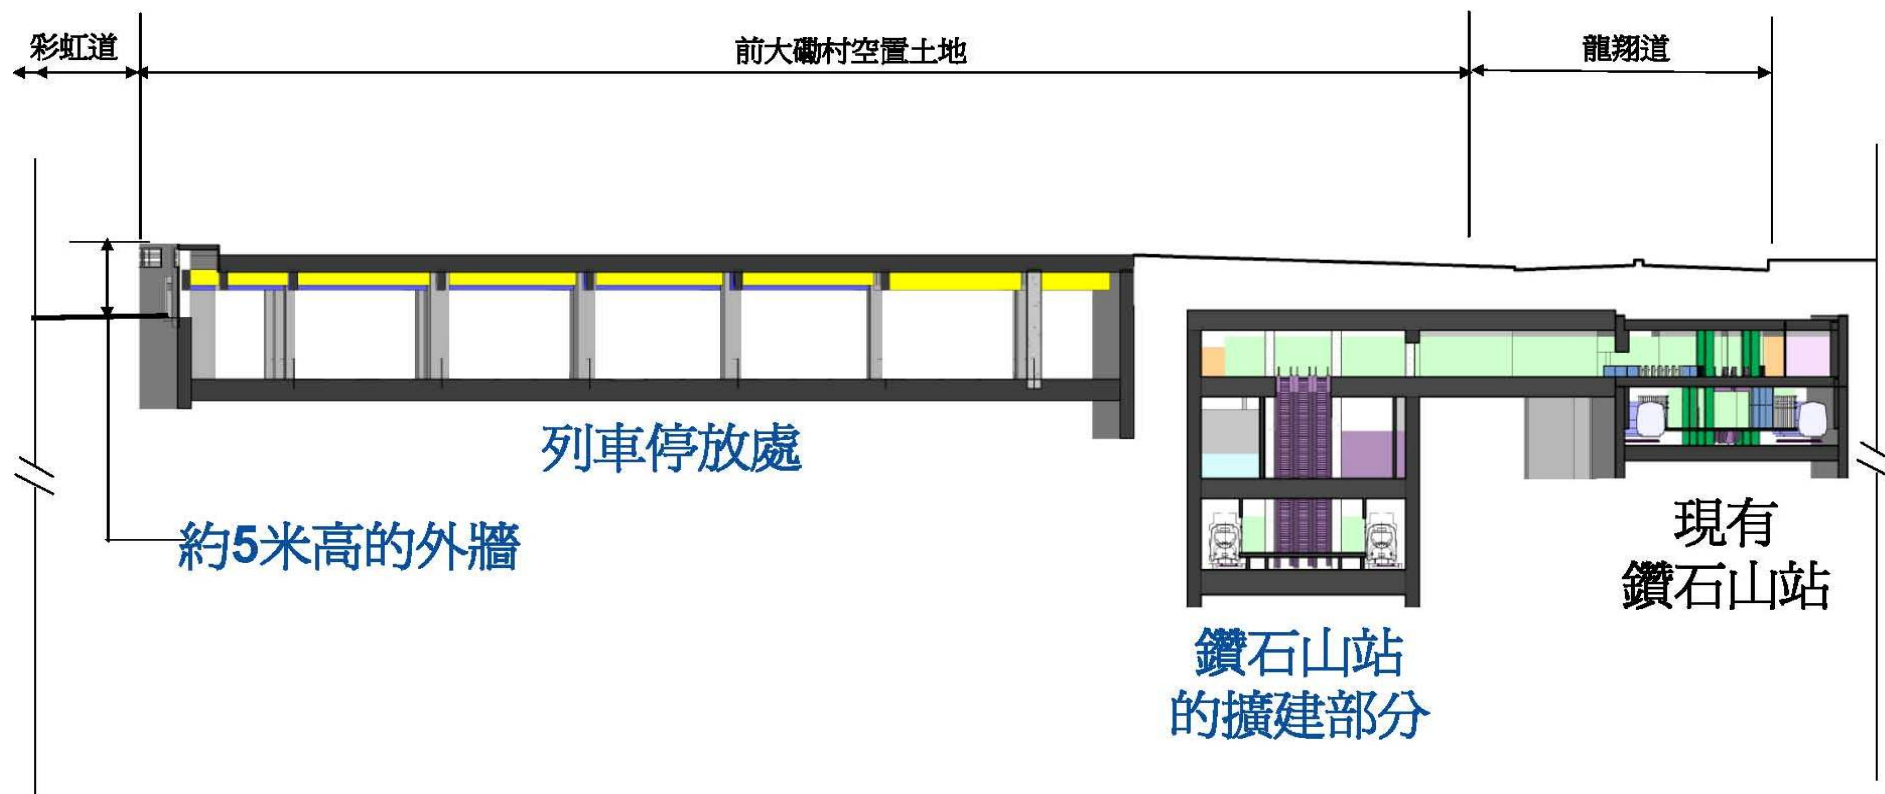 彩虹道
前大磡村空置土地
龍翔道
列車停放處
約5米高的外牆
現有
鑽石山站
鑽石山站
的擴建部分